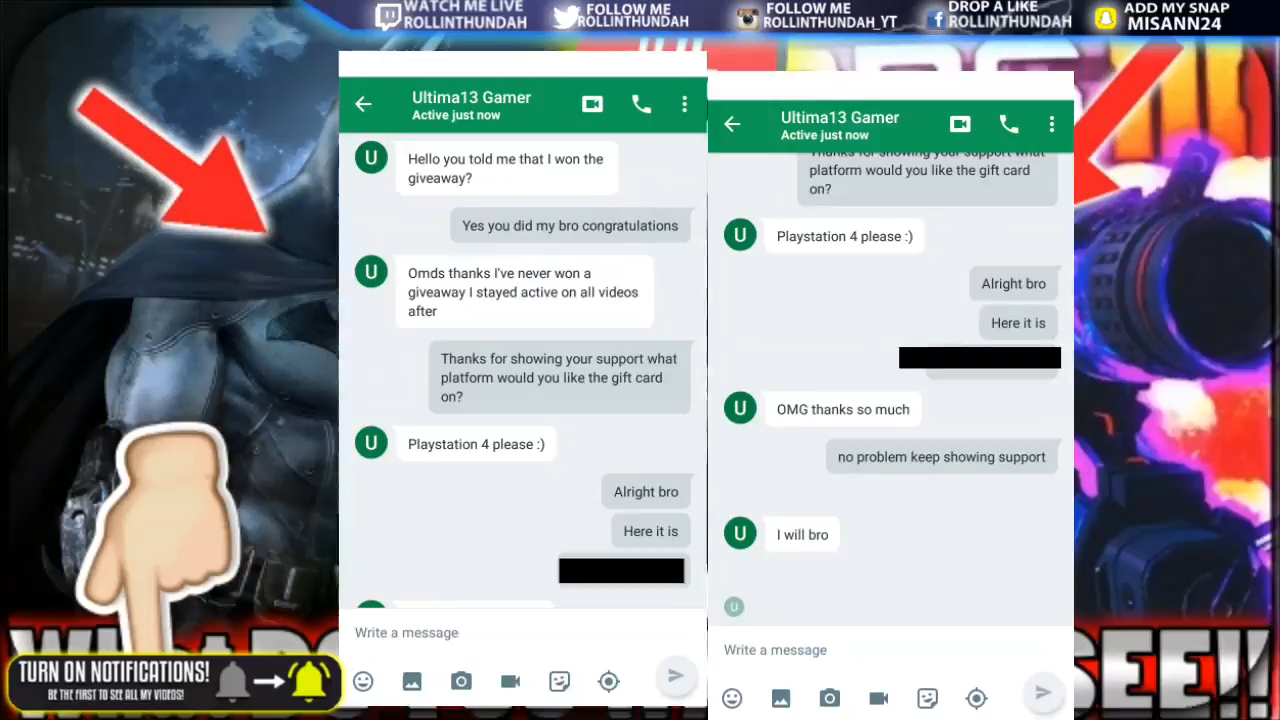 WATCH ME LIVE
ROLLINTHUNDAH
FOLLOW ME
ROLLINTHUNDAH
FOLLOW ME
ROLLINTHUNDAH_YT
DROP A LIKE
ROLLINTHUNDAH
ADD MY SNAP
MISANN24
Ultima13 Gamer
Active just now
U
Hello you told me that I won the
giveaway?
Yes you did my bro congratulations
U
Omds thanks I've never won a
giveaway I stayed active on all videos
after
Thanks for showing your support what
platform would you like the gift card
on?
U
Playstation 4 please :)
Alright bro
Here it is
Write a message
Ultima13 Gamer
Active just now
Thanks for showing your support what
platform would you like the gift card
on?
U
Playstation 4 please :)
Alright bro
Here it is
U
OMG thanks so much
no problem keep showing support
U
I will bro
U
Write a message
SEE!!
TURN ON NOTIFICATIONS!
BE THE FIRST TO SEE ALL MY VIDEOS!